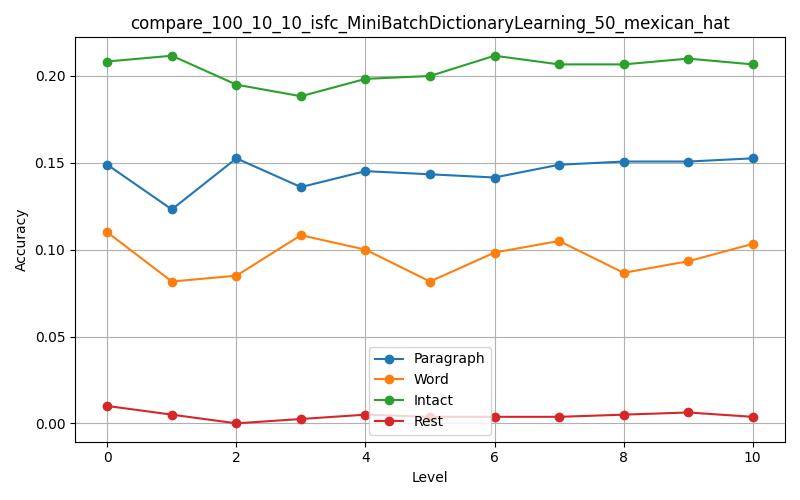 compare_100_10_10_isfc_MiniBatchDictionaryLearning_50_mexican_hat
0.20
0.15
0.10
0.05
0.00
Accuracy
Paragraph
Word
Intact
Rest
0 2 4 6 8 10
Level